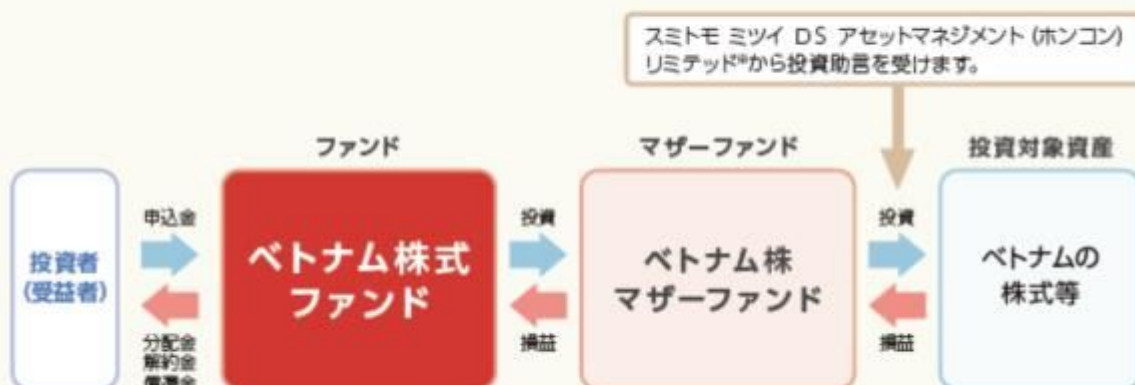 スミトモ ミツイ DS アセットマネジメント (ホンコン)
リミテッド※から投資助言を受けます。
ファンド
マザーファンド
投資対象資産
投資者
(受益者)
申込金
分配金
解約金
償還金
ベトナム株式
ファンド
投資
損益
ベトナム株
マザーファンド
投資
損益
ベトナムの
株式等